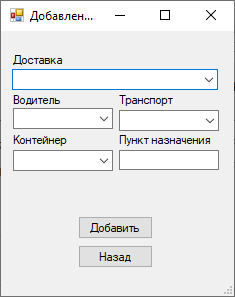 Добавлен...
Доставка
Водитель Транспорт
Контейнер Пункт назначения
Добавить
Назад